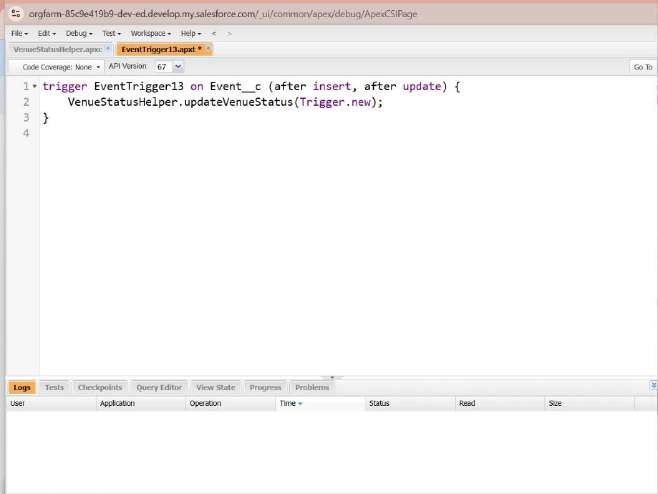 orgfarm-85c9e419b9-dev-ed.develop.my.salesforce.com/_ui/common/apex/debug/ApexCSIPage
File Edit Debug Test Workspace Help < >
VenueStatusHelper.apxc * EventTrigger13.apxt *
Code Coverage: None API Version: 67 Go To
1 trigger EventTrigger13 on Event__c (after insert, after update) {
2 VenueStatusHelper.updateVenueStatus(Trigger.new);
3 }
4
Logs Tests Checkpoints Query Editor View State Progress Problems
User Application Operation Time Status Read Size